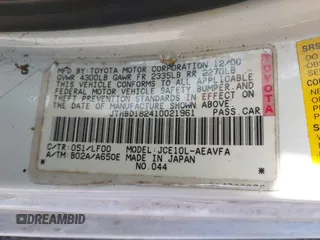 MFD. BY TOYOTA MOTOR CORPORATION 12/00
GVWR 4300LB GAWR FR 2335LB RR 2270LB
THIS VEHICLE CONFORMS TO ALL APPLICABLE
FEDERAL MOTOR VEHICLE SAFETY, BUMPER, AND
THEFT PREVENTION STANDARDS IN EFFECT ON
THE DATE OF MANUFACTURE SHOWN ABOVE.
JTHBD182410021961 PASS.CAR
C/TR: 051/LF00 MODEL: JCE10L-AEAVFA
A/TM: B02A/A650E MADE IN JAPAN
NO.044
TOYOTA
SRS
© DREAMBID